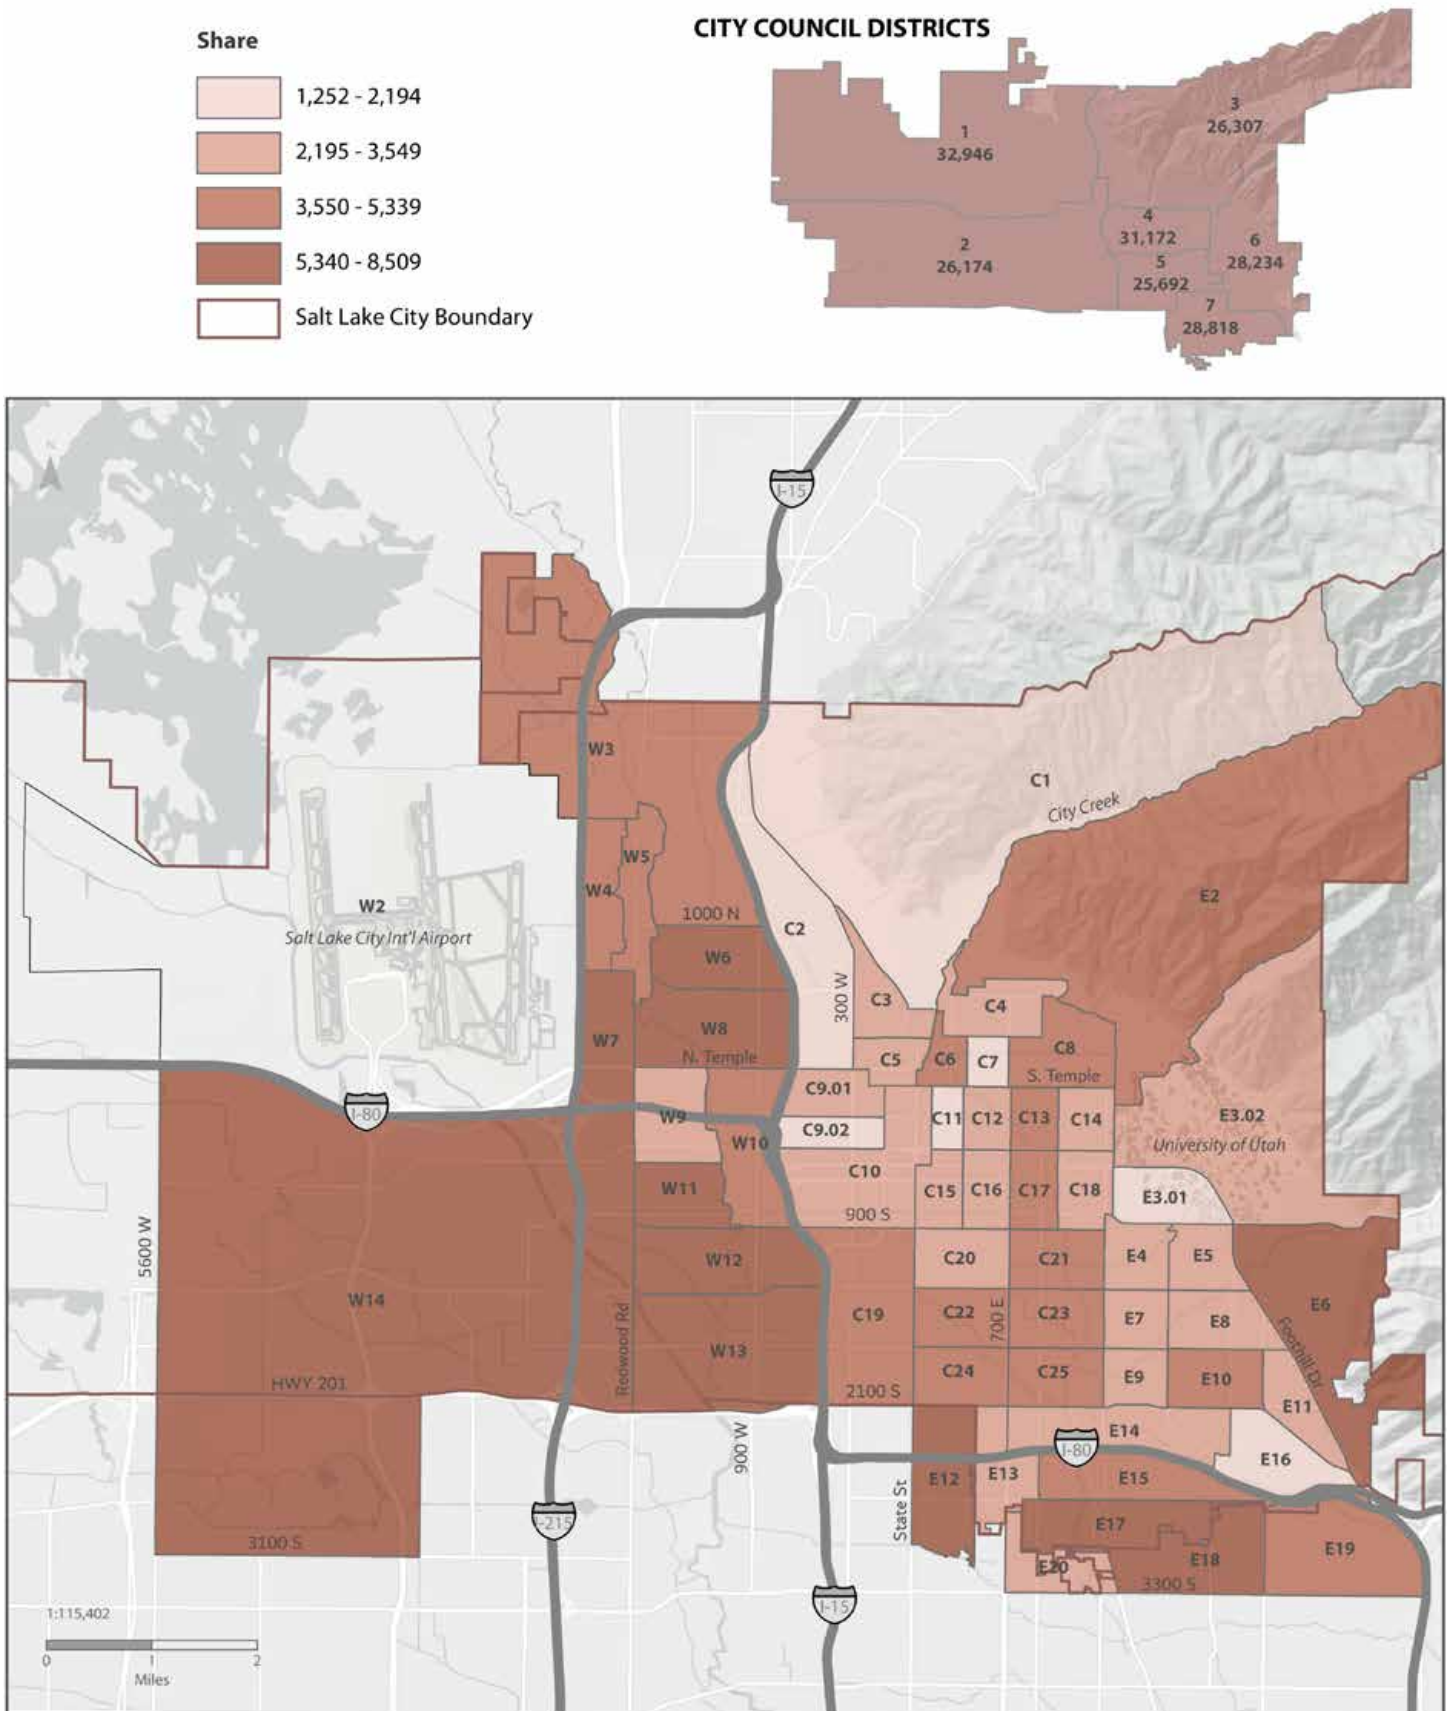 Share
1,252 - 2,194
2,195 - 3,549
3,550 - 5,339
5,340 - 8,509
Salt Lake City Boundary
CITY COUNCIL DISTRICTS
1
32,946
3
26,307
2
26,174
4
31,172
5
25,692
6
28,234
7
28,818
N
I-15
W3
C1
City Creek
W5
W4
E2
W2
Salt Lake City Int'l Airport
1000 N
C2
W6
300 W
C3
C4
W7
W8
N. Temple
C5
C6
C7
C8
S. Temple
I-80
W9
W10
C9.01
C9.02
C11
C12
C13
C14
E3.02
University of Utah
W11
C10
C15
C16
C17
C18
E3.01
900 S
5600 W
W12
C20
C21
E4
E5
W14
Redwood Rd
W13
C19
C22
700 E
C23
E7
E8
E6
Foothill Dr
HWY 201
2100 S
C24
C25
E9
E10
E11
900 W
State St
E12
E13
E14
I-80
E15
E16
I-215
3100 S
E17
E18
E19
E20
3300 S
I-15
1:115,402
0
1
2
Miles